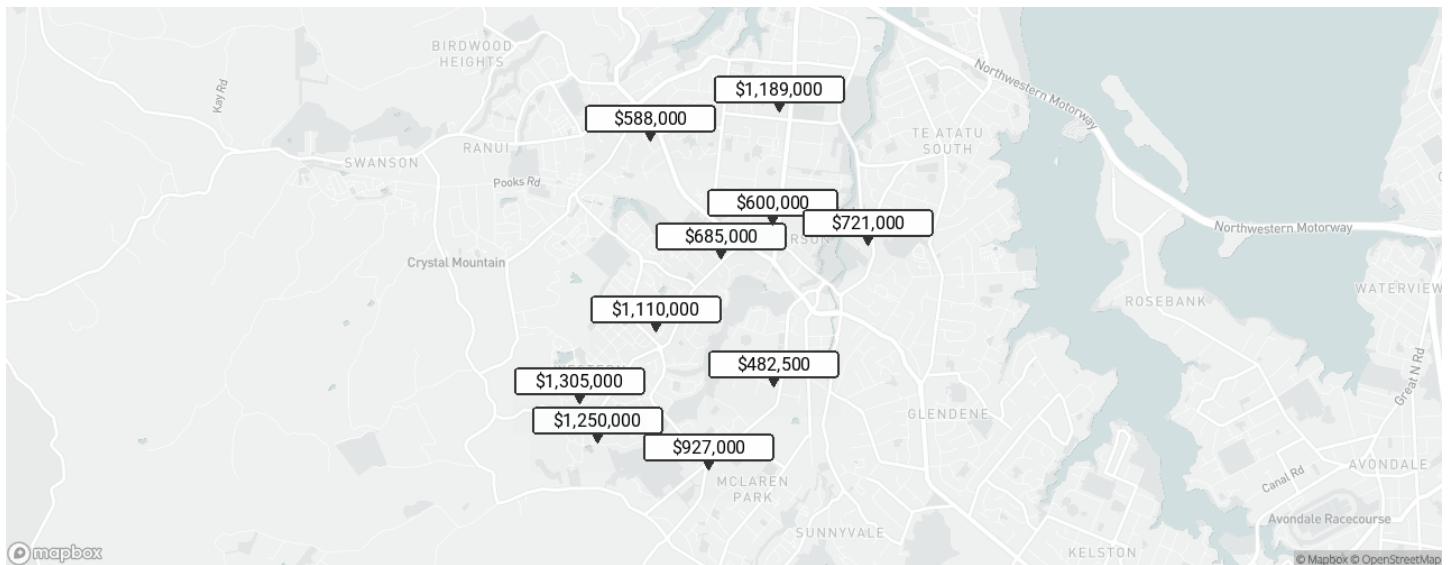 BIRDWOOD
HEIGHTS
Kay Rd
Northwestern Motorway
$1,189,000
$588,000
TE ATATU
SOUTH
RANUI
SWANSON
Pooks Rd
$600,000
$721,000
$685,000
Northwestern Motorway
Crystal Mountain
WATERVIEW
ROSEBANK
$1,110,000
$482,500
$1,305,000
Great N Rd
GLENDENE
$1,250,000
$927,000
AVONDALE
Canal Rd
MCLAREN
PARK
Avondale Racecourse
SUNNYVALE
KELSTON
mapbox
© Mapbox © OpenStreetMap